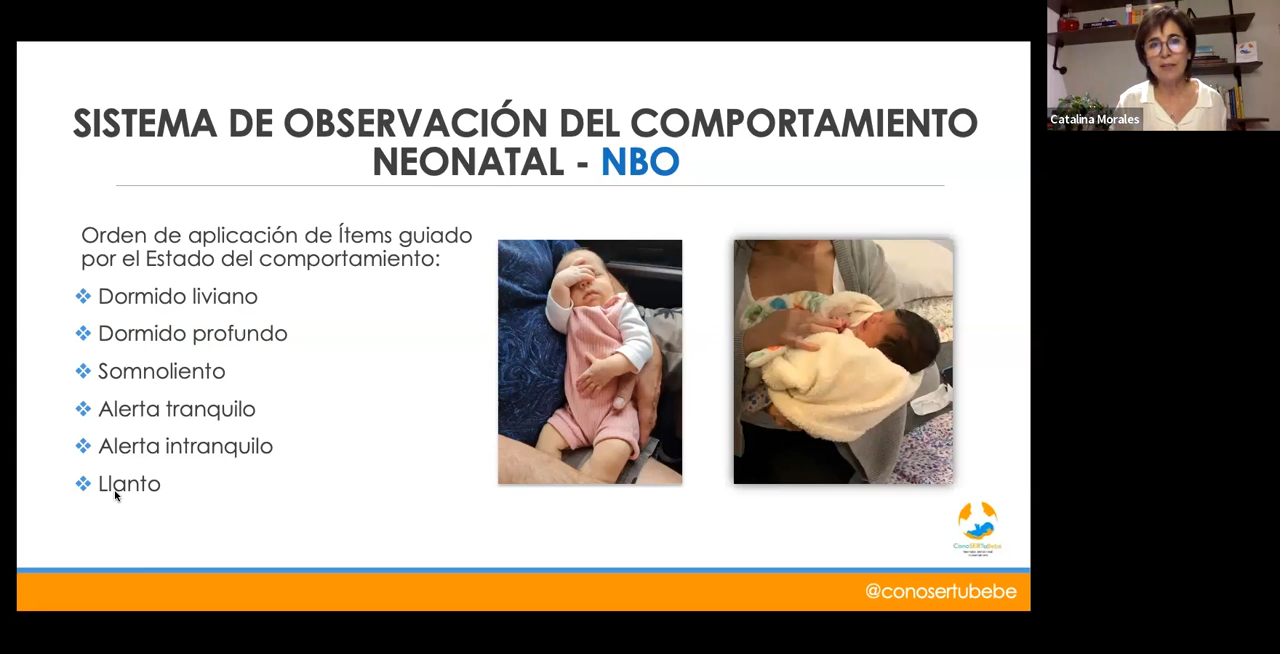 SISTEMA DE OBSERVACIÓN DEL COMPORTAMIENTO
NEONATAL - NBO
Orden de aplicación de Ítems guiado
por el Estado del comportamiento:
Dormido liviano
Dormido profundo
Somnoliento
Alerta tranquilo
Alerta intranquilo
Llanto
ConoSERTuBebe
@conosertubebe
Catalina Morales